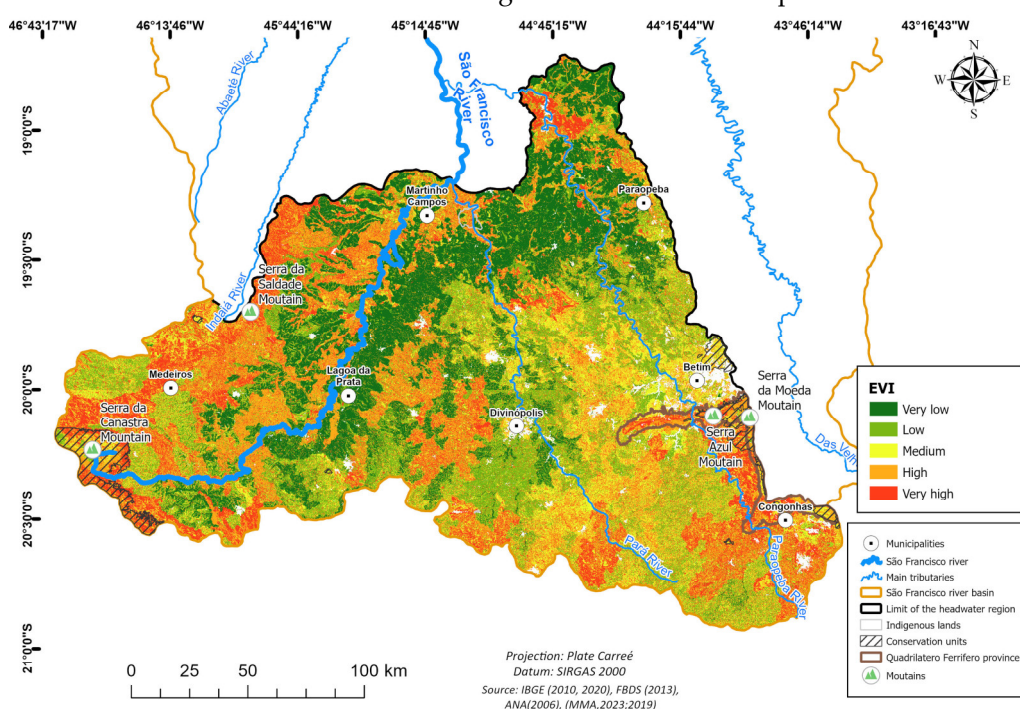 46°43'17"W
46°13'46"W
45°44'16"W
45°14'45"W
45°15'15"W
44°15'44"W
43°46'14"W
43°16'43"W
19°0'0"S
19°30'0"S
20°0'0"S
20°30'0"S
21°0'0"S
N
W E
S
Abaeté River
São Francisco
River
Indaiá River
Martinho
Campos
Paraopeba
Serra da
Saldade
Moutain
Medeiros
Lagoa da
Prata
Serra da
Canastra
Mountain
Divinópolis
Betim
Serra
da Moeda
Moutain
Serra
Azul
Moutain
Das Velh
Congonhas
Pará River
Paraopeba River
EVI
Very low
Low
Medium
High
Very high
Municipalities
São Francisco river
Main tributaries
São Francisco river basin
Limit of the headwater region
Indigenous lands
Conservation units
Quadrilatero Ferrifero province
Moutains
0 25 50 100 km
Projection: Plate Carreé
Datum: SIRGAS 2000
Source: IBGE (2010, 2020), FBDS (2013),
ANA(2006), (MMA,2023:2019)